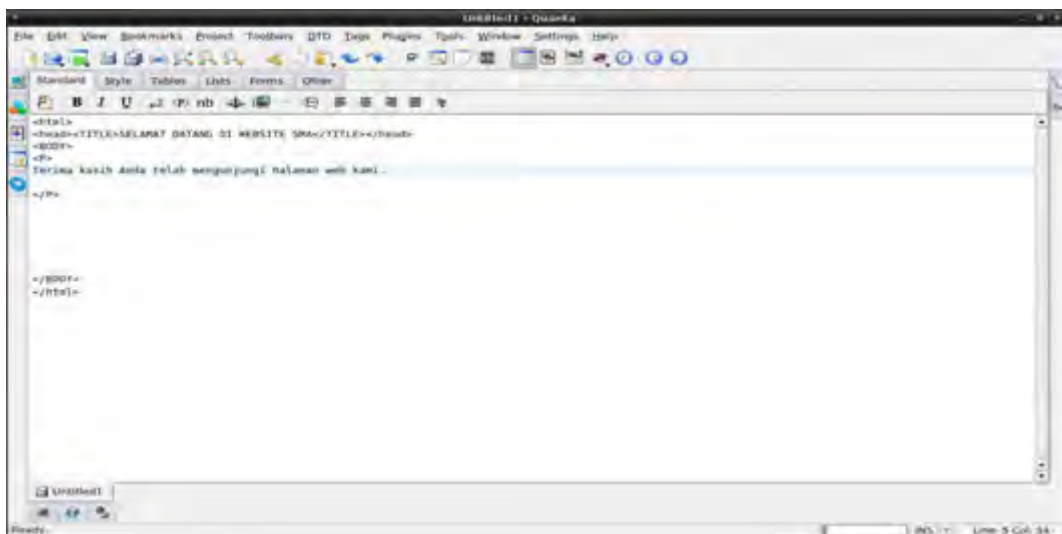 Untitled1 - Quanta
File Edit View Bookmarks Project Toolbars DTD Tags Plugins Tools Window Settings Help
Standard Style Tables Lists Forms Other
B I U nb
<html>
<head><TITLE>SELAMAT DATANG DI WEBSITE SMA</TITLE></head>
<BODY>
<P>
Terima kasih Anda telah mengunjungi halaman web kami.
</P>
</BODY>
</html>
Untitled1
Ready. INS Line: 5 Col: 54